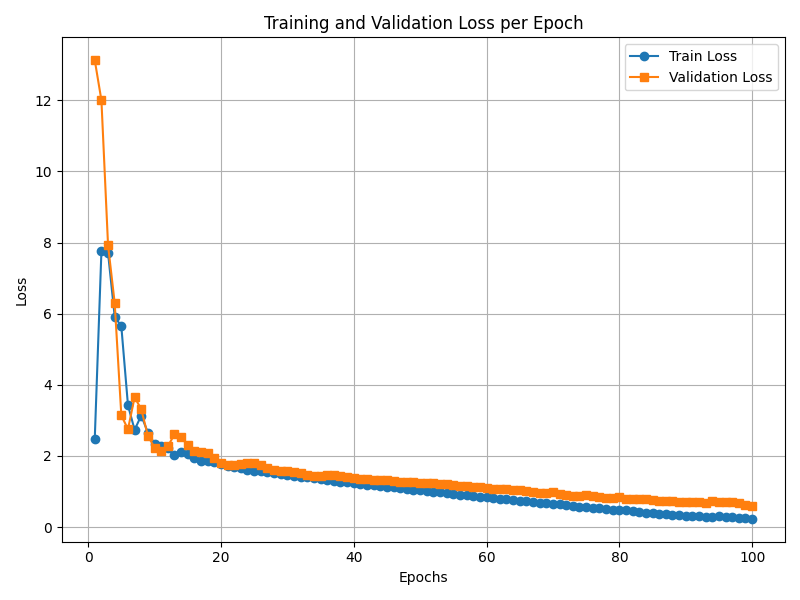 Training and Validation Loss per Epoch
Train Loss
Validation Loss
12
10
8
6
4
2
0
Loss
0 20 40 60 80 100
Epochs